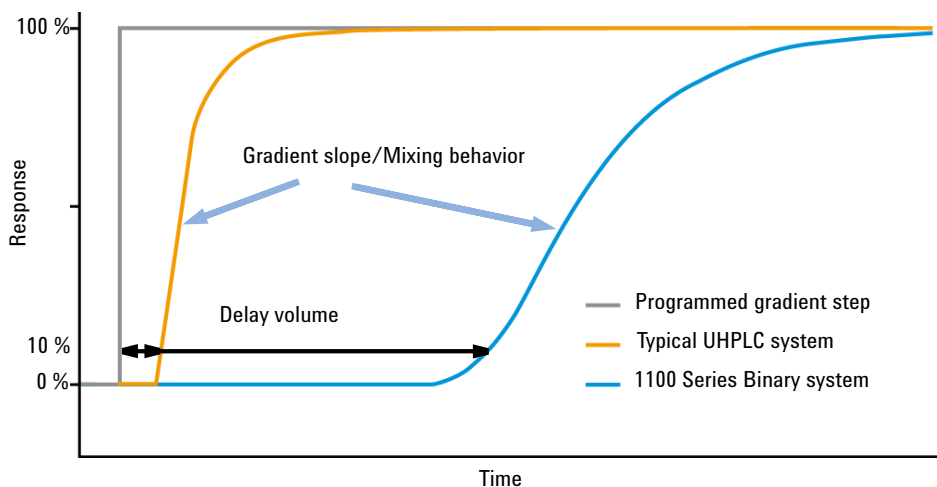 100 %
Gradient slope/Mixing behavior
Response
Programmed gradient step
Delay volume
Typical UHPLC system
10 %
1100 Series Binary system
0 %
Time